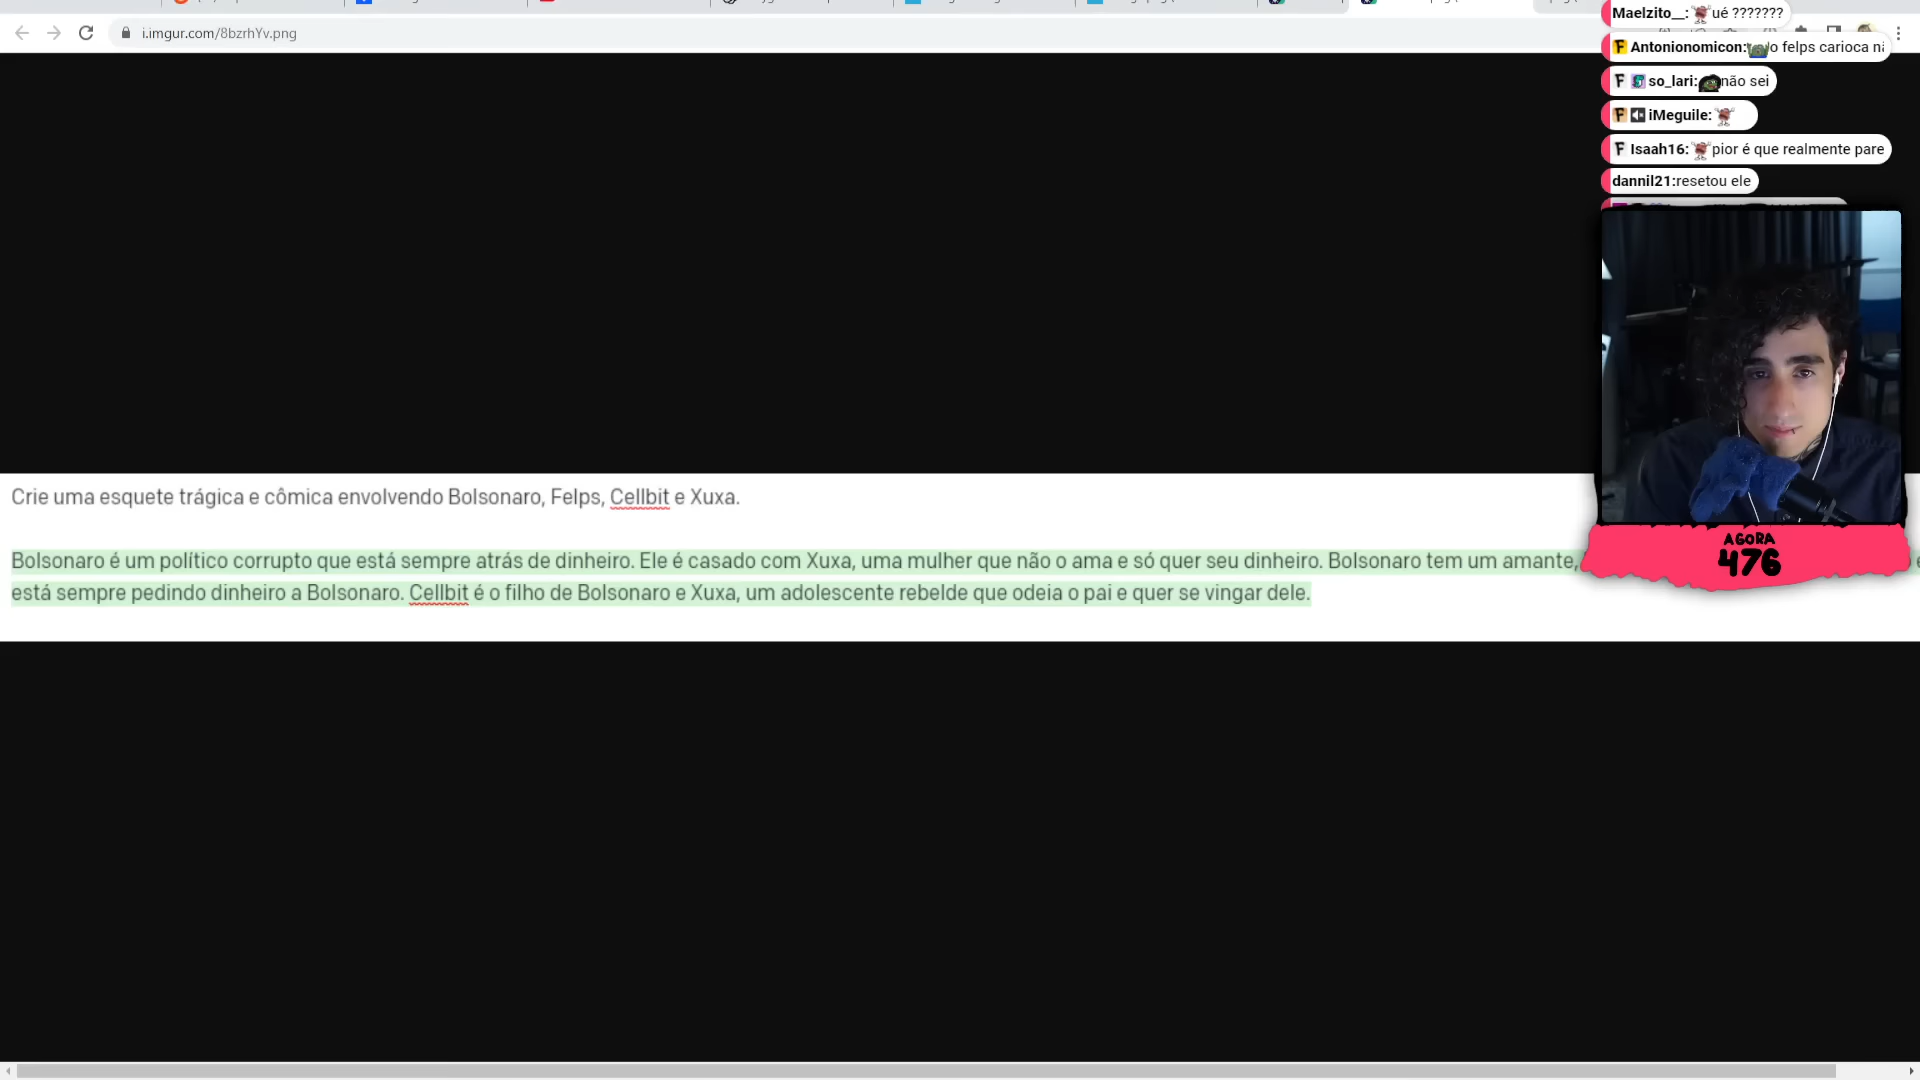 i.imgur.com/8bzrhYv.png
Maelzito__: ué ???????
Antonionomicon: o felps carioca
so_lari: não sei
iMeguile:
Isaah16: pior é que realmente pare
dannil21:resetou ele
Crie uma esquete trágica e cômica envolvendo Bolsonaro, Felps, Cellbit e Xuxa.
Bolsonaro é um político corrupto que está sempre atrás de dinheiro. Ele é casado com Xuxa, uma mulher que não o ama e só quer seu dinheiro. Bolsonaro tem um amante,
está sempre pedindo dinheiro a Bolsonaro. Cellbit é o filho de Bolsonaro e Xuxa, um adolescente rebelde que odeia o pai e quer se vingar dele.
AGORA
476